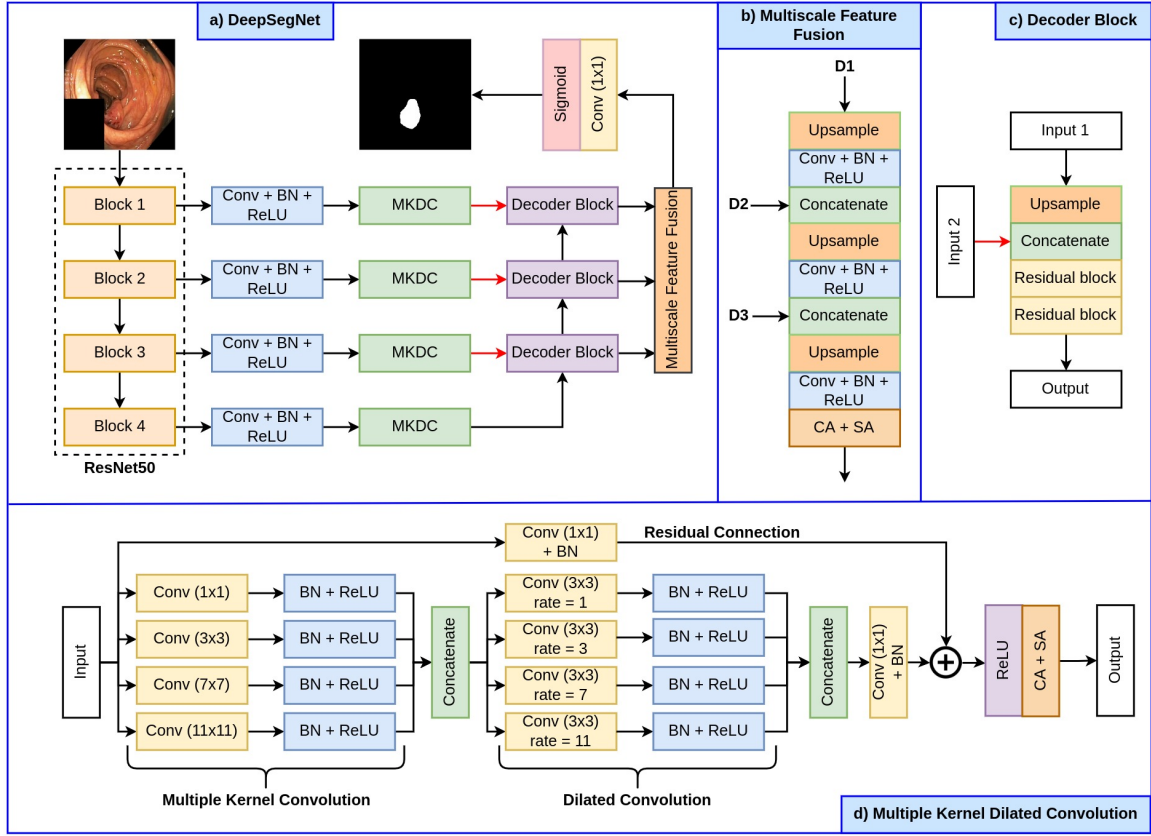 a) DeepSegNet
Sigmoid
Conv (1x1)
Block 1
Conv + BN +
ReLU
MKDC
Decoder Block
Block 2
Conv + BN +
ReLU
MKDC
Decoder Block
Block 3
Conv + BN +
ReLU
MKDC
Decoder Block
Block 4
Conv + BN +
ReLU
MKDC
Multiscale Feature Fusion
ResNet50
b) Multiscale Feature
Fusion
D1
Upsample
Conv + BN +
ReLU
D2
Concatenate
Upsample
Conv + BN +
ReLU
D3
Concatenate
Upsample
Conv + BN +
ReLU
CA + SA
c) Decoder Block
Input 1
Input 2
Upsample
Concatenate
Residual block
Residual block
Output
Conv (1x1)
+ BN
Residual Connection
Input
Conv (1x1)
BN + ReLU
Conv (3x3)
BN + ReLU
Conv (7x7)
BN + ReLU
Conv (11x11)
BN + ReLU
Multiple Kernel Convolution
Concatenate
Conv (3x3)
rate = 1
BN + ReLU
Conv (3x3)
rate = 3
BN + ReLU
Conv (3x3)
rate = 7
BN + ReLU
Conv (3x3)
rate = 11
BN + ReLU
Dilated Convolution
Concatenate
Conv (1x1)
+ BN
ReLU
CA + SA
Output
d) Multiple Kernel Dilated Convolution